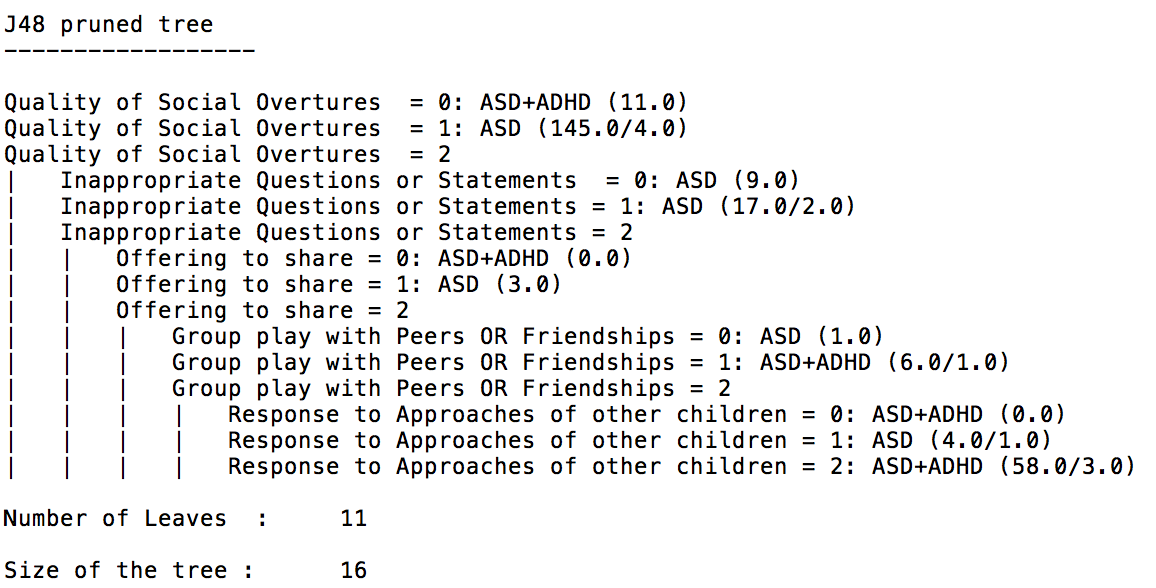 J48 pruned tree
------------------
Quality of Social Overtures  = 0: ASD+ADHD (11.0)
Quality of Social Overtures  = 1: ASD (145.0/4.0)
Quality of Social Overtures  = 2
|   Inappropriate Questions or Statements  = 0: ASD (9.0)
|   Inappropriate Questions or Statements = 1: ASD (17.0/2.0)
|   Inappropriate Questions or Statements = 2
|   |   Offering to share = 0: ASD+ADHD (0.0)
|   |   Offering to share = 1: ASD (3.0)
|   |   Offering to share = 2
|   |   |   Group play with Peers OR Friendships = 0: ASD (1.0)
|   |   |   Group play with Peers OR Friendships = 1: ASD+ADHD (6.0/1.0)
|   |   |   Group play with Peers OR Friendships = 2
|   |   |   |   Response to Approaches of other children = 0: ASD+ADHD (0.0)
|   |   |   |   Response to Approaches of other children = 1: ASD (4.0/1.0)
|   |   |   |   Response to Approaches of other children = 2: ASD+ADHD (58.0/3.0)
Number of Leaves  :     11
Size of the tree :      16